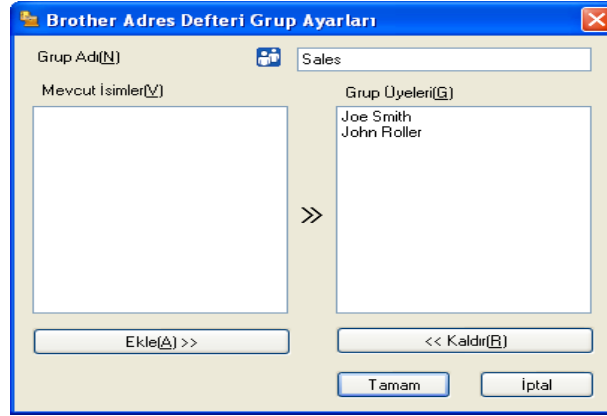 Brother Adres Defteri Grup Ayarları
Grup Adı(N)
Sales
Mevcut İsimler(V)
Grup Üyeleri(G)
Joe Smith
John Roller
>>
Ekle(A) >>
<< Kaldır(R)
Tamam
İptal